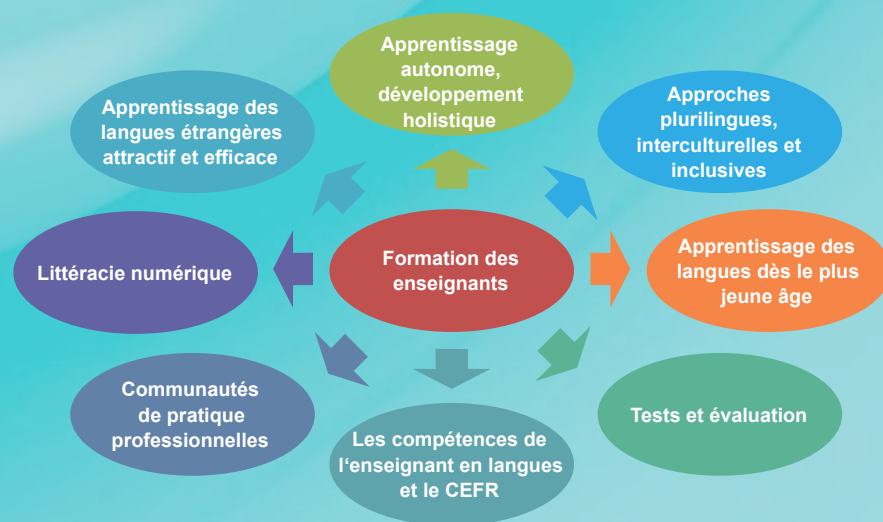 Apprentissage
autonome,
développement
holistique
Apprentissage des
langues étrangères
attractif et efficace
Approches
plurilingues,
interculturelles et
inclusives
Littéracie numérique
Formation des
enseignants
Apprentissage des
langues dès le plus
jeune âge
Communautés
de pratique
professionnelles
Les compétences de
l‘enseignant en langues
et le CEFR
Tests et évaluation